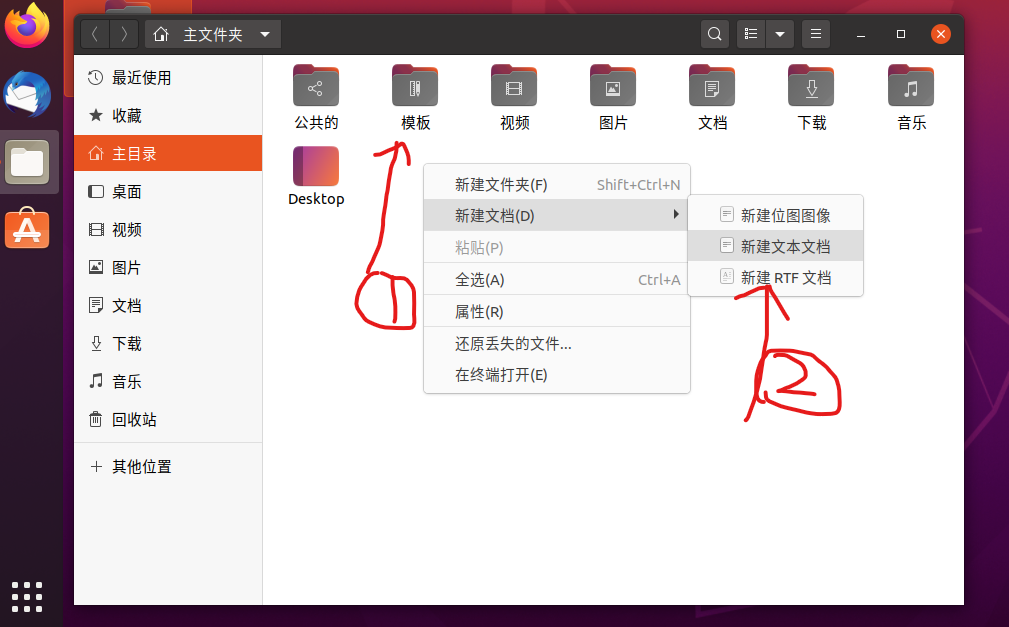 主文件夹
最近使用
收藏
主目录
桌面
视频
图片
文档
下载
音乐
回收站
其他位置
公共的
模板
视频
图片
文档
下载
音乐
Desktop
新建文件夹(F) Shift+Ctrl+N
新建文档(D)
粘贴(P)
全选(A) Ctrl+A
属性(R)
还原丢失的文件...
在终端打开(E)
新建位图图像
新建文本文档
新建 RTF 文档
1
2